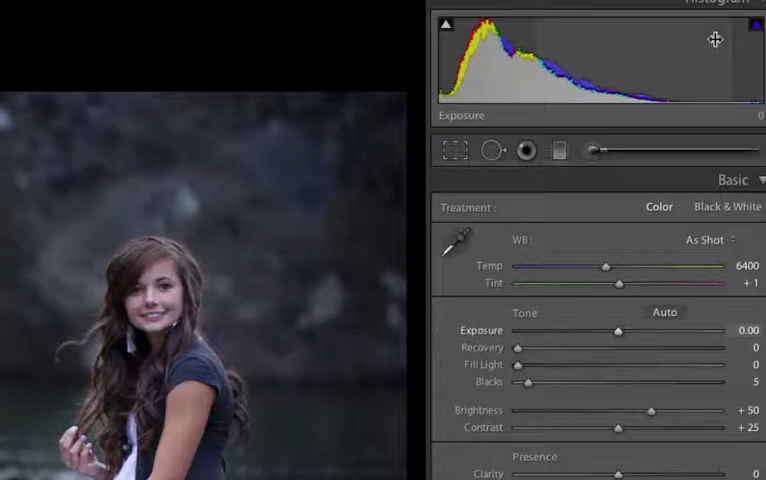 Histogram
Exposure 0
Basic
Treatment : Color Black & White
WB: As Shot
Temp 6400
Tint + 1
Tone Auto
Exposure 0.00
Recovery 0
Fill Light 0
Blacks 5
Brightness + 50
Contrast + 25
Presence
Clarity 0